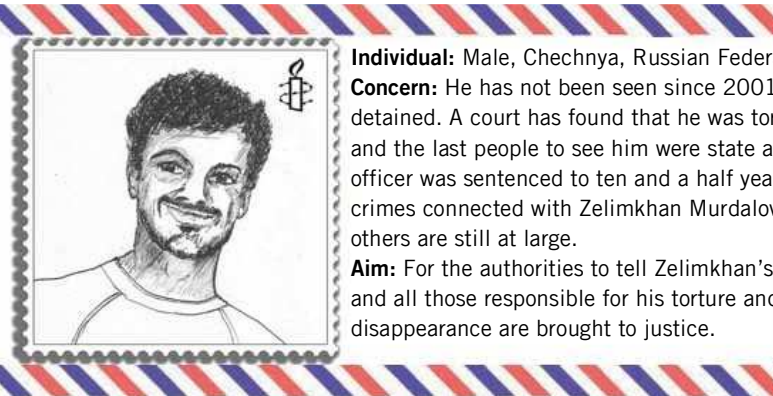 Individual: Male, Chechnya, Russian Feder
Concern: He has not been seen since 2001
detained. A court has found that he was tor
and the last people to see him were state a
officer was sentenced to ten and a half yea
crimes connected with Zelimkhan Murdalov
others are still at large.
Aim: For the authorities to tell Zelimkhan's
and all those responsible for his torture and
disappearance are brought to justice.